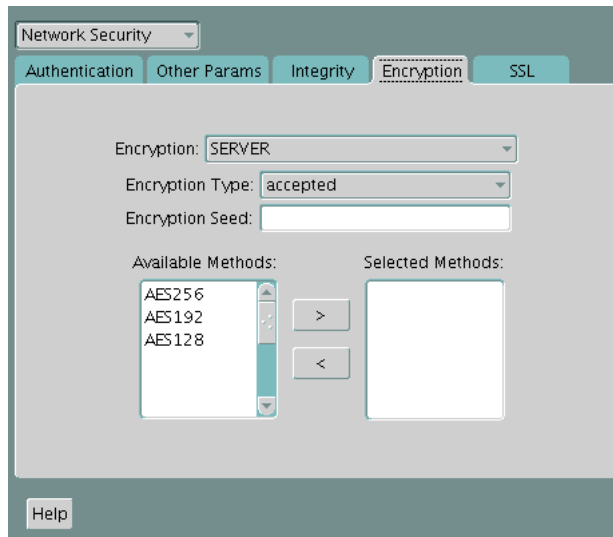 Network Security
Authentication Other Params Integrity Encryption SSL
Encryption: SERVER
Encryption Type: accepted
Encryption Seed:
Available Methods: Selected Methods:
AES256
AES192
AES128
>
<
Help